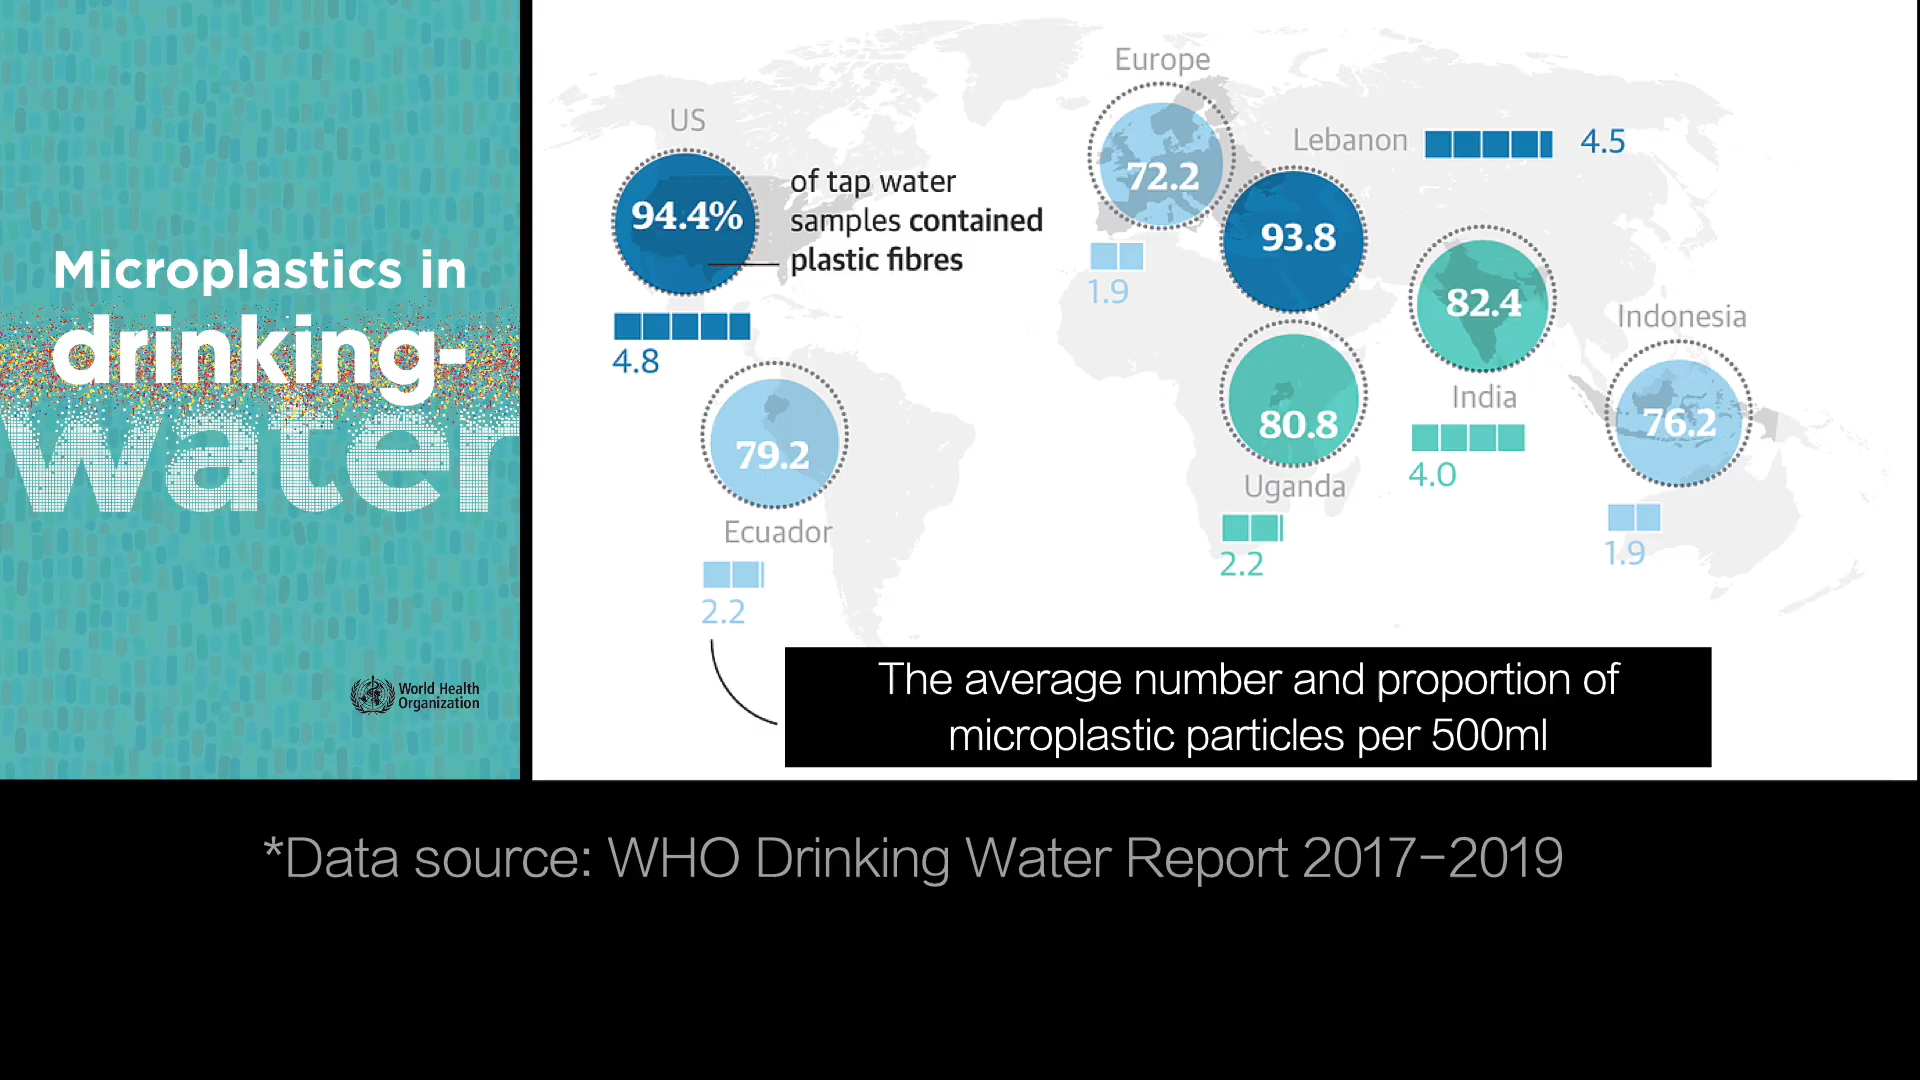 Microplastics in
drinking-
water
World Health
Organization
US
94.4%
of tap water
samples contained
plastic fibres
4.8
Europe
72.2
1.9
Lebanon
4.5
93.8
82.4
India
4.0
Indonesia
76.2
1.9
80.8
Uganda
2.2
79.2
Ecuador
2.2
The average number and proportion of
microplastic particles per 500ml
*Data source: WHO Drinking Water Report 2017-2019